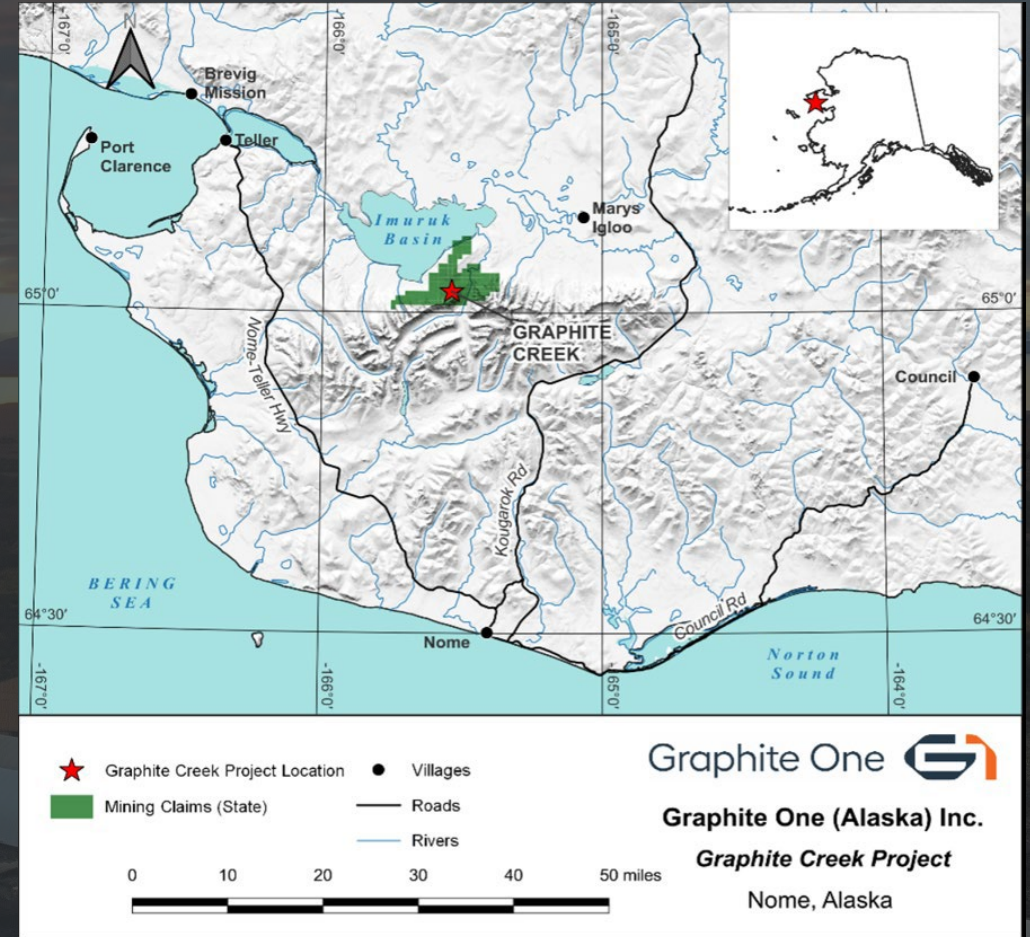 N
-167°0'
-166°0'
-165°0'
Brevig
Mission
Teller
Port
Clarence
Imuruk
Basin
Marys
Igloo
65°0'
65°0'
GRAPHITE
CREEK
Nome-Teller Hwy
Council
Kougarok Rd
BERING
SEA
64°30'
64°30'
Council Rd
Nome
Norton
Sound
-167°0'
-166°0'
-165°0'
-164°0'
Graphite Creek Project Location
Villages
Mining Claims (State)
Roads
Rivers
0 10 20 30 40 50 miles
Graphite One G1
Graphite One (Alaska) Inc.
Graphite Creek Project
Nome, Alaska